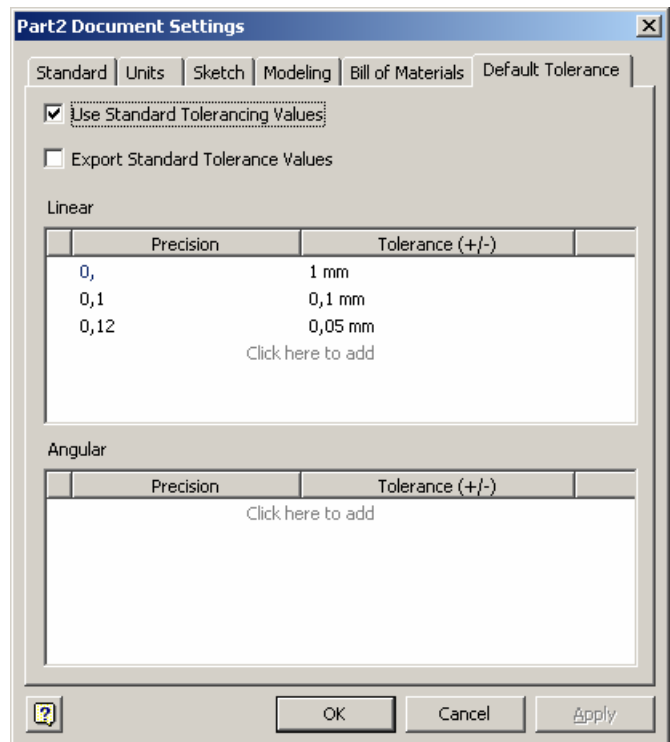 Part2 Document Settings
Standard Units Sketch Modeling Bill of Materials Default Tolerance
Use Standard Tolerancing Values
Export Standard Tolerance Values
Linear
Precision Tolerance (+/-)
0, 1 mm
0,1 0,1 mm
0,12 0,05 mm
Click here to add
Angular
Precision Tolerance (+/-)
Click here to add
OK Cancel Apply